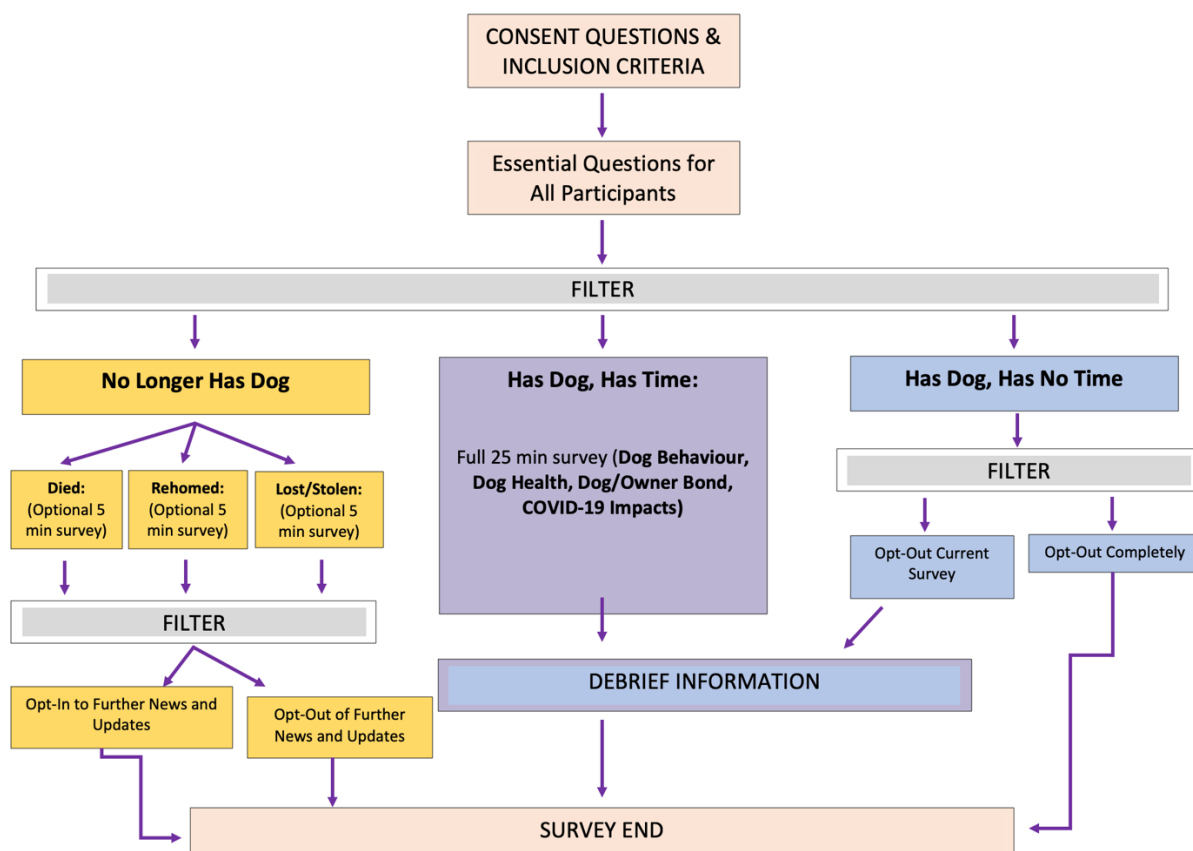 CONSENT QUESTIONS &
INCLUSION CRITERIA
Essential Questions for
All Participants
FILTER
No Longer Has Dog
Died:
(Optional 5
min survey)
Rehomed:
(Optional 5
min survey)
Lost/Stolen:
(Optional 5
min survey)
FILTER
Opt-In to Further News and
Updates
Opt-Out of Further
News and Updates
Has Dog, Has Time:
Full 25 min survey (Dog Behaviour,
Dog Health, Dog/Owner Bond,
COVID-19 Impacts)
Has Dog, Has No Time
FILTER
Opt-Out Current
Survey
Opt-Out Completely
DEBRIEF INFORMATION
SURVEY END